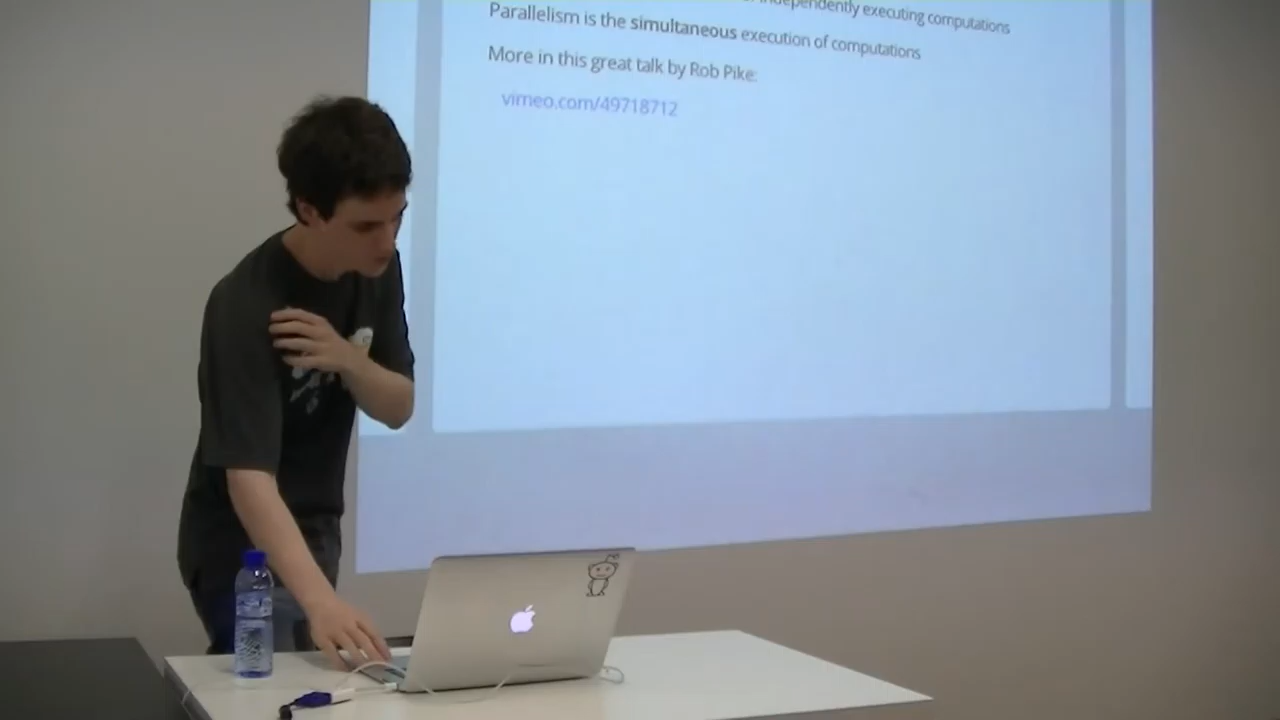 independently executing computations
Parallelism is the simultaneous execution of computations
More in this great talk by Rob Pike:
vimeo.com/49718712